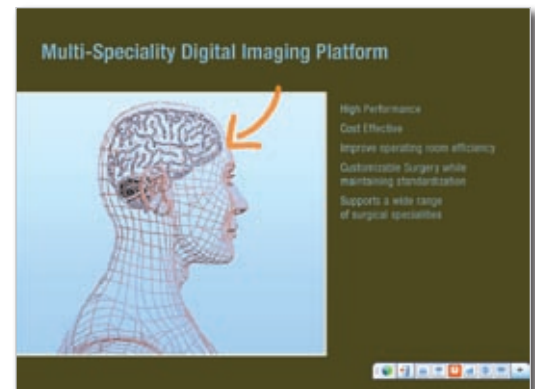 Multi-Speciality Digital Imaging Platform
High Performance
Cost Effective
Improve operating room efficiency
Customizable Surgery while
maintaining standardization
Supports a wide range
of surgical specialities